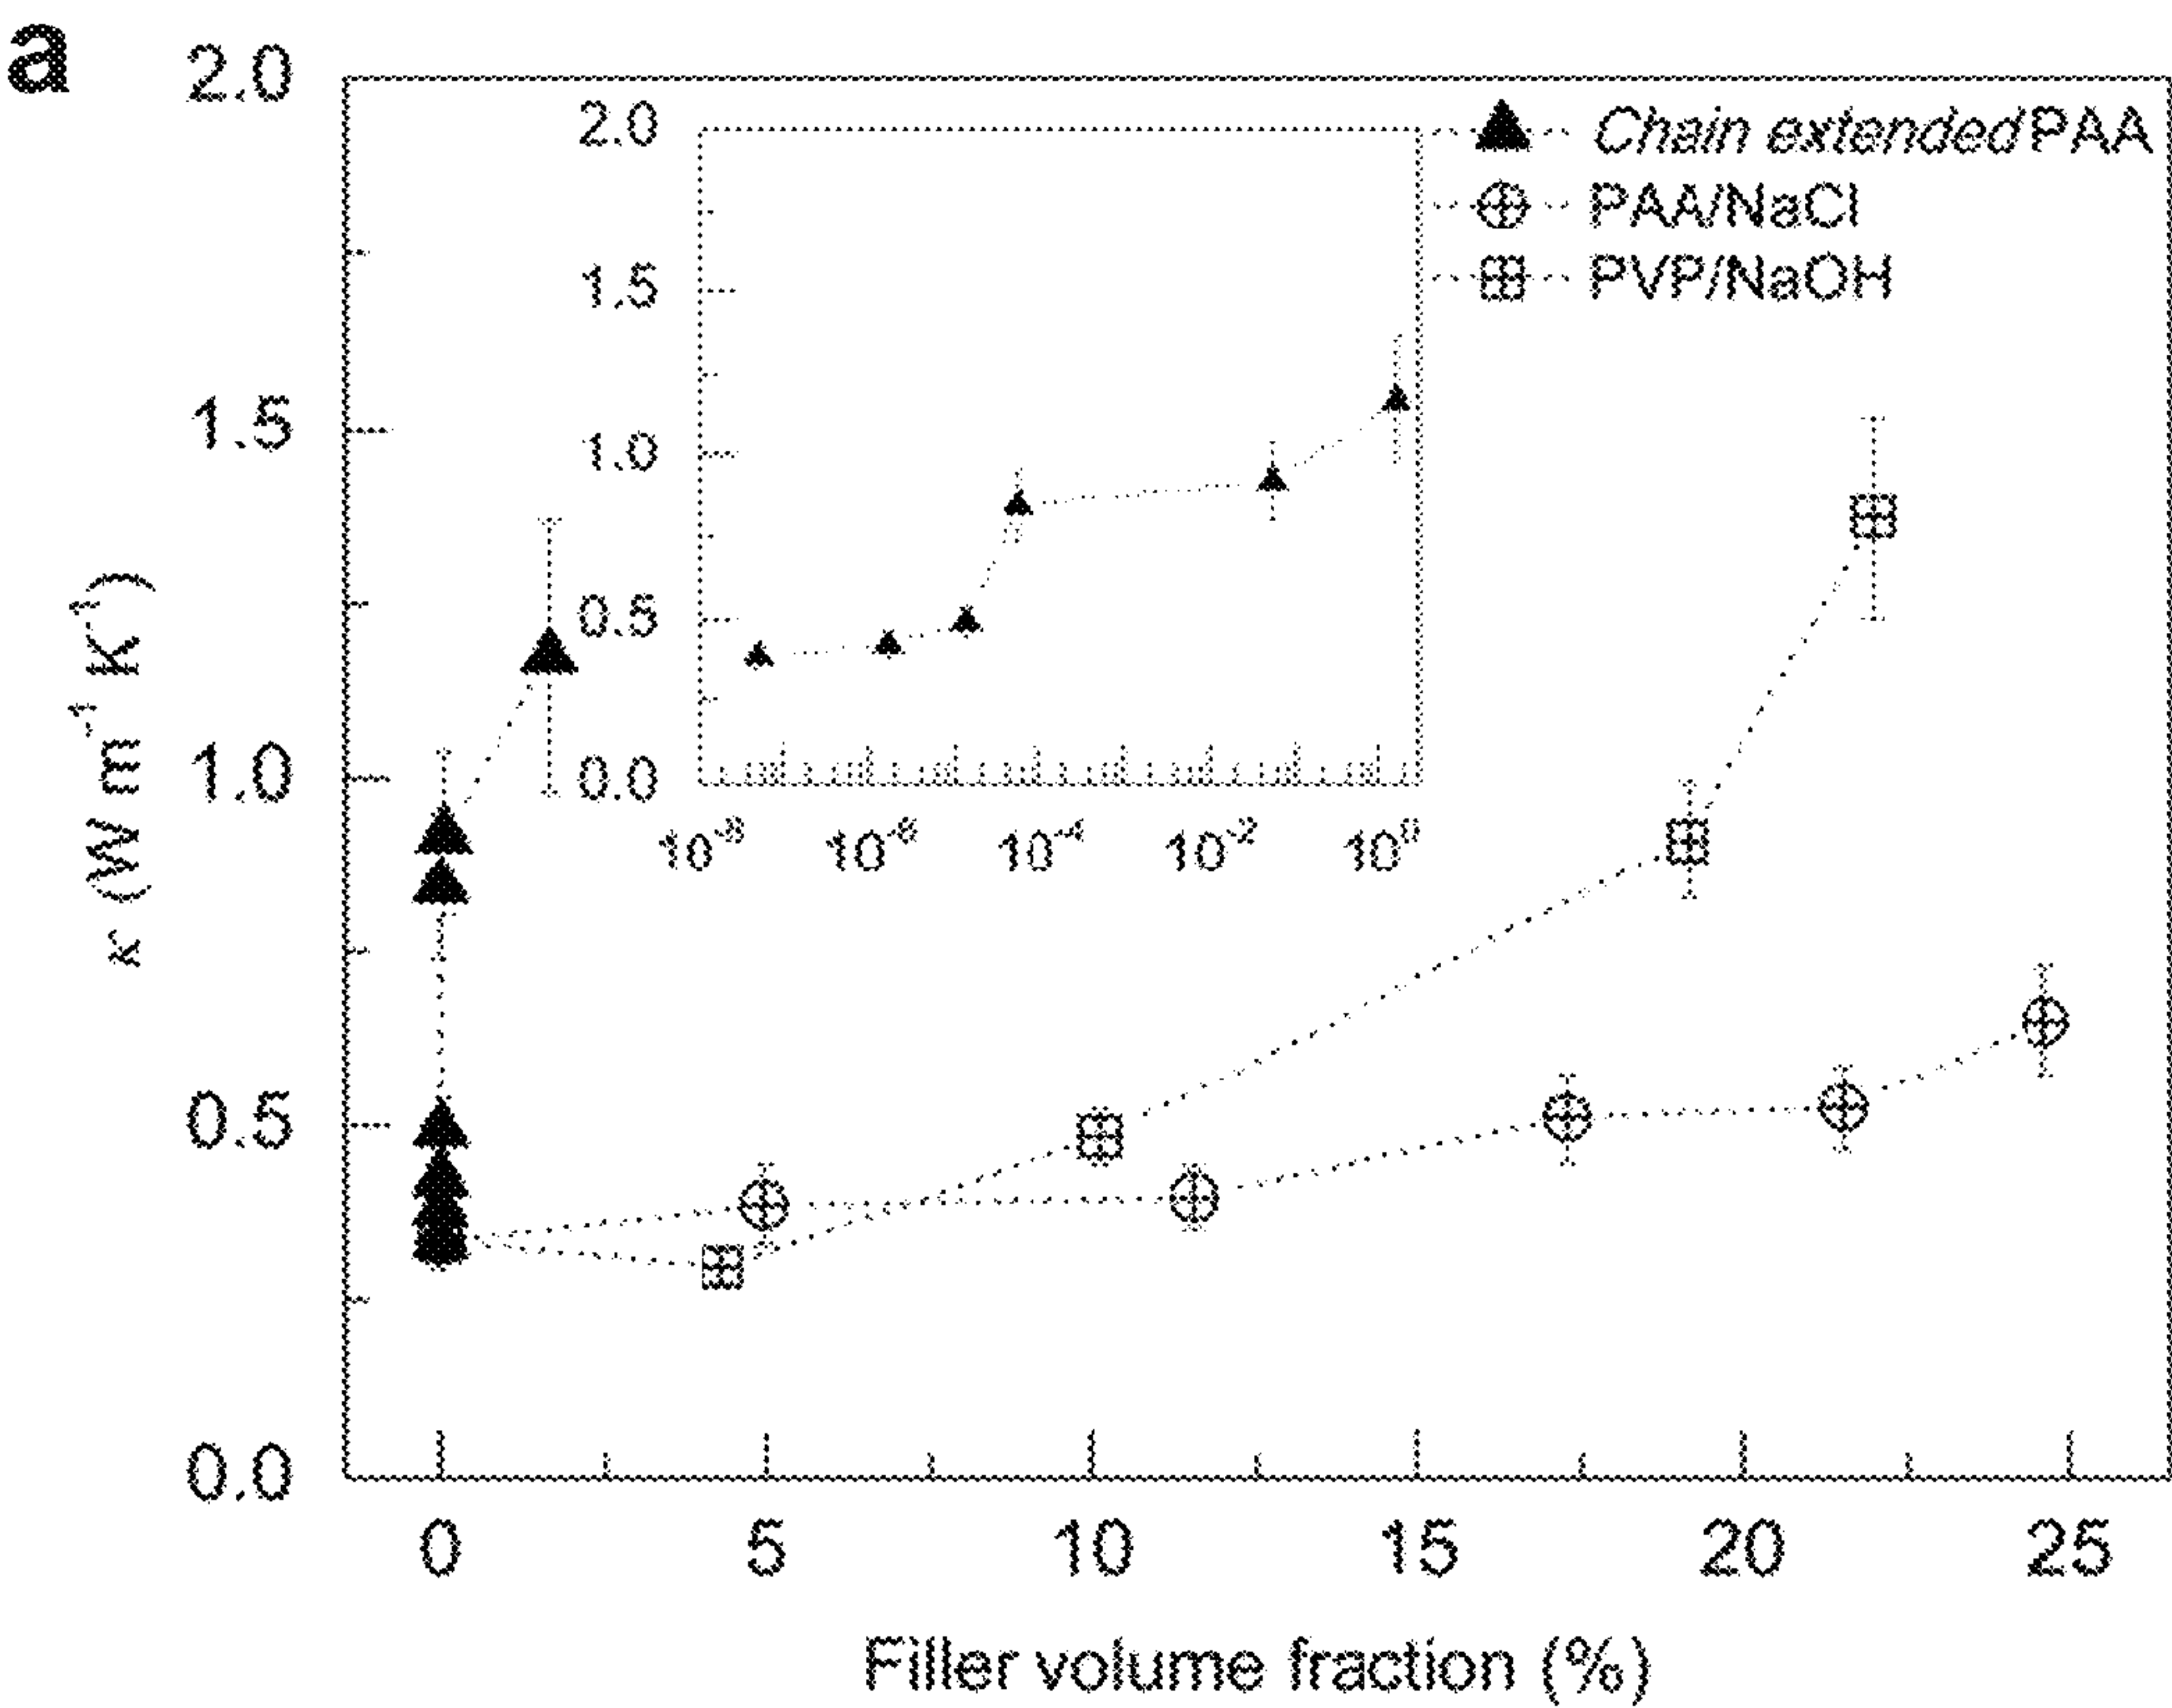 a
2.0
1.5
1.0
0.5
0.0
κ (W m⁻¹ K⁻¹)
2.0
1.5
1.0
0.5
0.0
10⁻⁸ 10⁻⁶ 10⁻⁴ 10⁻² 10⁰
Chain extended PAA
PAA/NaCl
PVP/NaOH
0 5 10 15 20 25
Filler volume fraction (%)